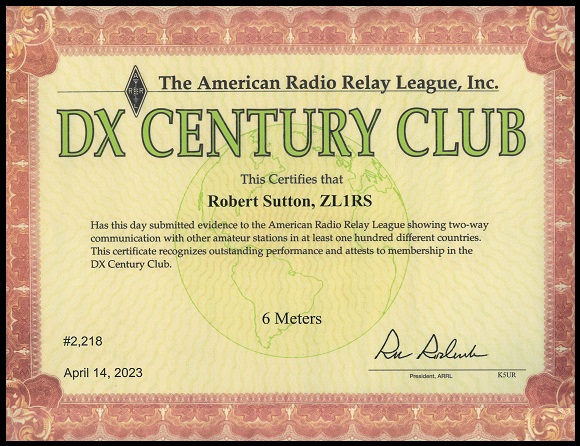 The American Radio Relay League, Inc.
DX CENTURY CLUB
This Certifies that
Robert Sutton, ZL1RS
Has this day submitted evidence to the American Radio Relay League showing two-way
communication with other amateur stations in at least one hundred different countries.
This certificate recognizes outstanding performance and attests to membership in the
DX Century Club.
6 Meters
#2,218
April 14, 2023
President, ARRL
K5UR